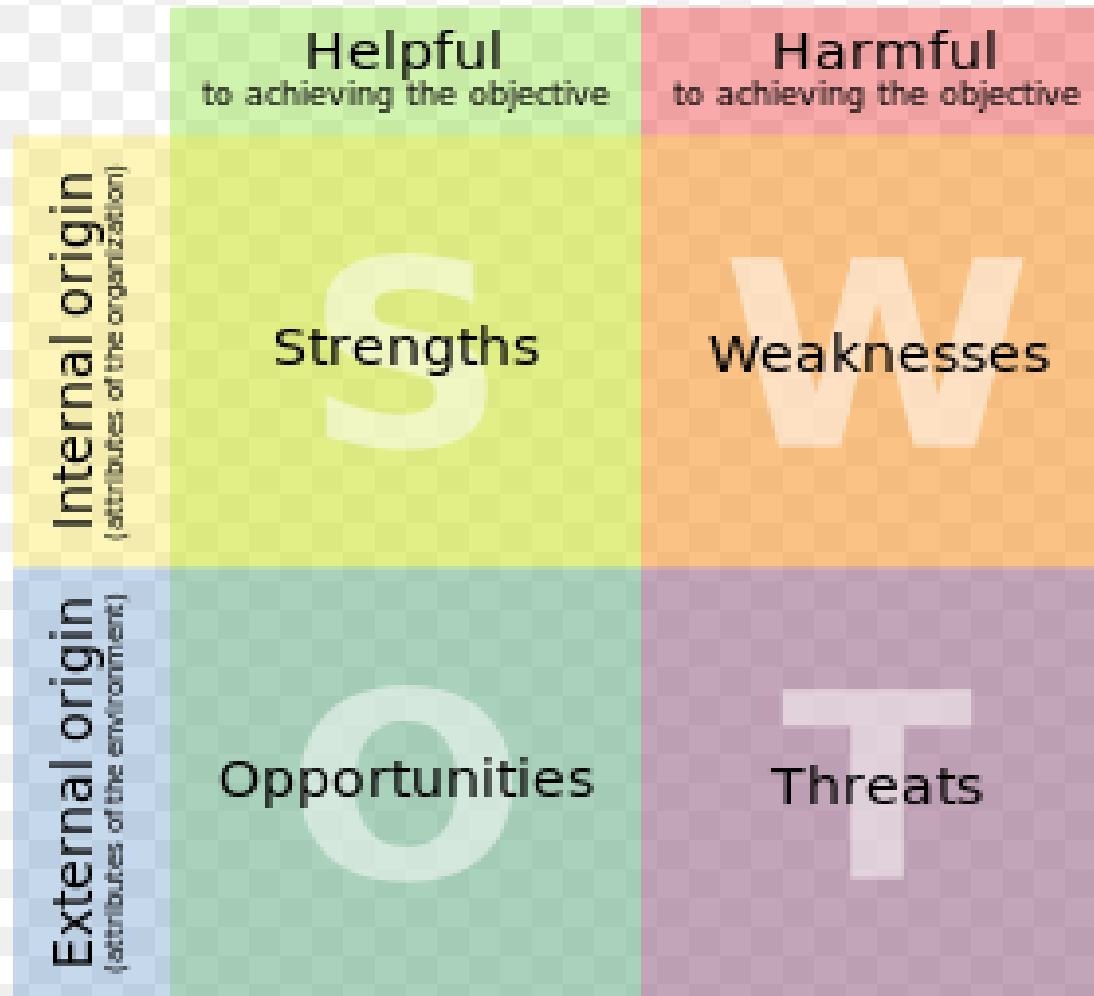 Helpful
to achieving the objective
Harmful
to achieving the objective
Internal origin
(attributes of the organization)
S
Strengths
W
Weaknesses
External origin
(attributes of the environment)
O
Opportunities
T
Threats